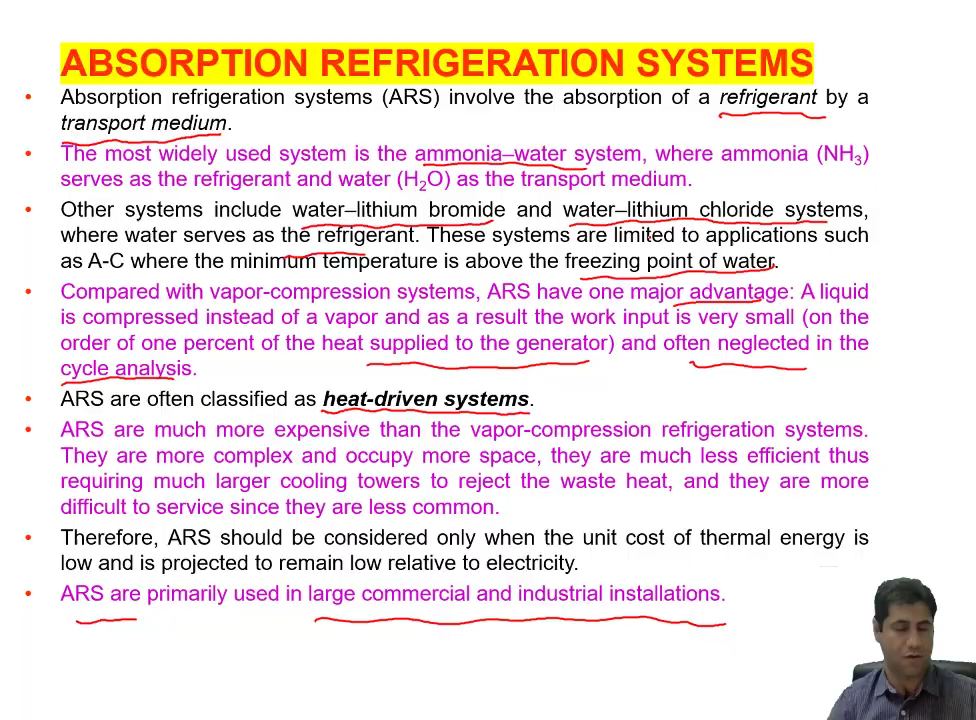 ABSORPTION REFRIGERATION SYSTEMS
• Absorption refrigeration systems (ARS) involve the absorption of a refrigerant by a
transport medium.
• The most widely used system is the ammonia–water system, where ammonia (NH₃)
serves as the refrigerant and water (H₂O) as the transport medium.
• Other systems include water–lithium bromide and water–lithium chloride systems,
where water serves as the refrigerant. These systems are limited to applications such
as A-C where the minimum temperature is above the freezing point of water.
• Compared with vapor-compression systems, ARS have one major advantage: A liquid
is compressed instead of a vapor and as a result the work input is very small (on the
order of one percent of the heat supplied to the generator) and often neglected in the
cycle analysis.
• ARS are often classified as heat-driven systems.
• ARS are much more expensive than the vapor-compression refrigeration systems.
They are more complex and occupy more space, they are much less efficient thus
requiring much larger cooling towers to reject the waste heat, and they are more
difficult to service since they are less common.
• Therefore, ARS should be considered only when the unit cost of thermal energy is
low and is projected to remain low relative to electricity.
• ARS are primarily used in large commercial and industrial installations.